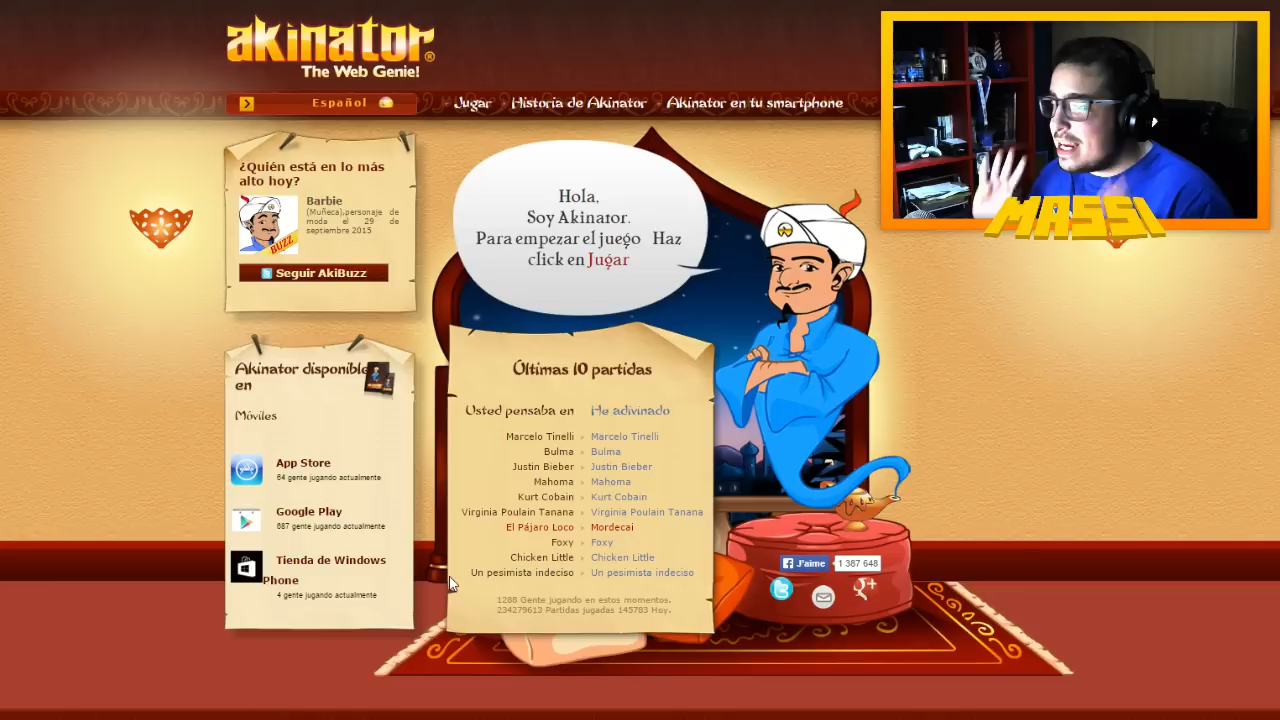 akinator®
The Web Genie!
Español
Jugar
Historia de Akinator
Akinator en tu smartphone
MASSI
¿Quién está en lo más
alto hoy?
Barbie
(Muñeca),personaje de
moda el 29 de
septiembre 2015
BUZZ
Seguir AkiBuzz
Akinator disponible
en
Móviles
App Store
64 gente jugando actualmente
Google Play
687 gente jugando actualmente
Tienda de Windows
Phone
4 gente jugando actualmente
Hola,
Soy Akinator.
Para empezar el juego Haz
click en Jugar
Últimas 10 partidas
Usted pensaba en He adivinado
Marcelo Tinelli » Marcelo Tinelli
Bulma » Bulma
Justin Bieber » Justin Bieber
Mahoma » Mahoma
Kurt Cobain » Kurt Cobain
Virginia Poulain Tanana » Virginia Poulain Tanana
El Pájaro Loco » Mordecai
Foxy » Foxy
Chicken Little » Chicken Little
Un pesimista indeciso » Un pesimista indeciso
1288 Gente jugando en estos momentos.
234279613 Partidas jugadas 145783 Hoy.
J'aime 1 387 648
g+